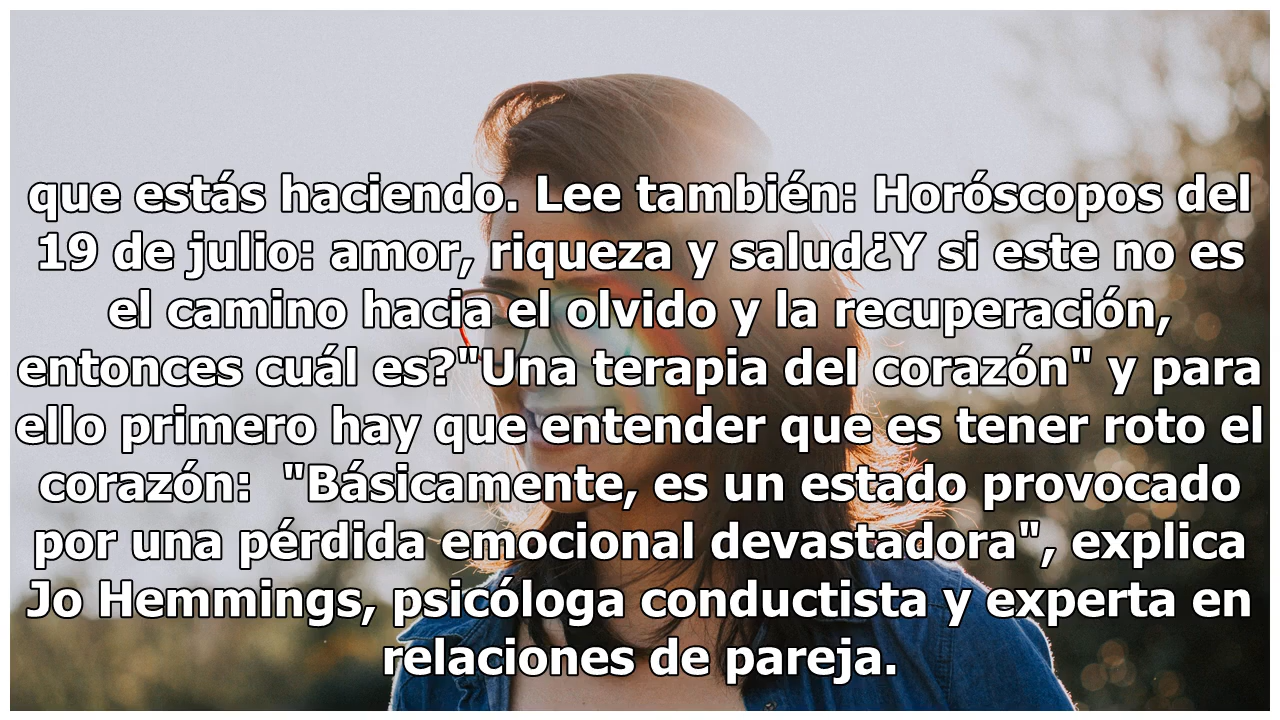 que estás haciendo. Lee también: Horóscopos del
19 de julio: amor, riqueza y salud¿Y si este no es
el camino hacia el olvido y la recuperación,
entonces cuál es?"Una terapia del corazón" y para
ello primero hay que entender que es tener roto el
corazón:  "Básicamente, es un estado provocado
por una pérdida emocional devastadora", explica
Jo Hemmings, psicóloga conductista y experta en
relaciones de pareja.